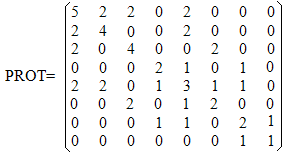 5 2 2 0 2 0 0 0
2 4 0 0 2 0 0 0
2 0 4 0 0 2 0 0
0 0 0 2 1 0 1 0
PROT= 2 2 0 1 3 1 1 0
0 0 2 0 1 2 0 0
0 0 0 1 1 0 2 1
0 0 0 0 0 0 1 1